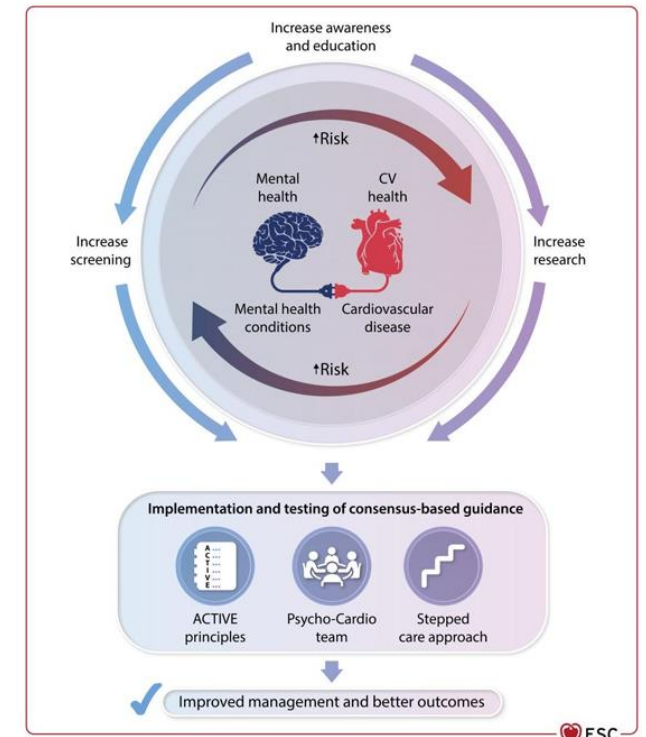 Increase awareness
and education
↑Risk
Mental
health
CV
health
Increase
screening
Increase
research
Mental health
conditions
Cardiovascular
disease
↑Risk
Implementation and testing of consensus-based guidance
A
C
T
I
V
E
ACTIVE
principles
Psycho-Cardio
team
Stepped
care approach
Improved management and better outcomes
ESC